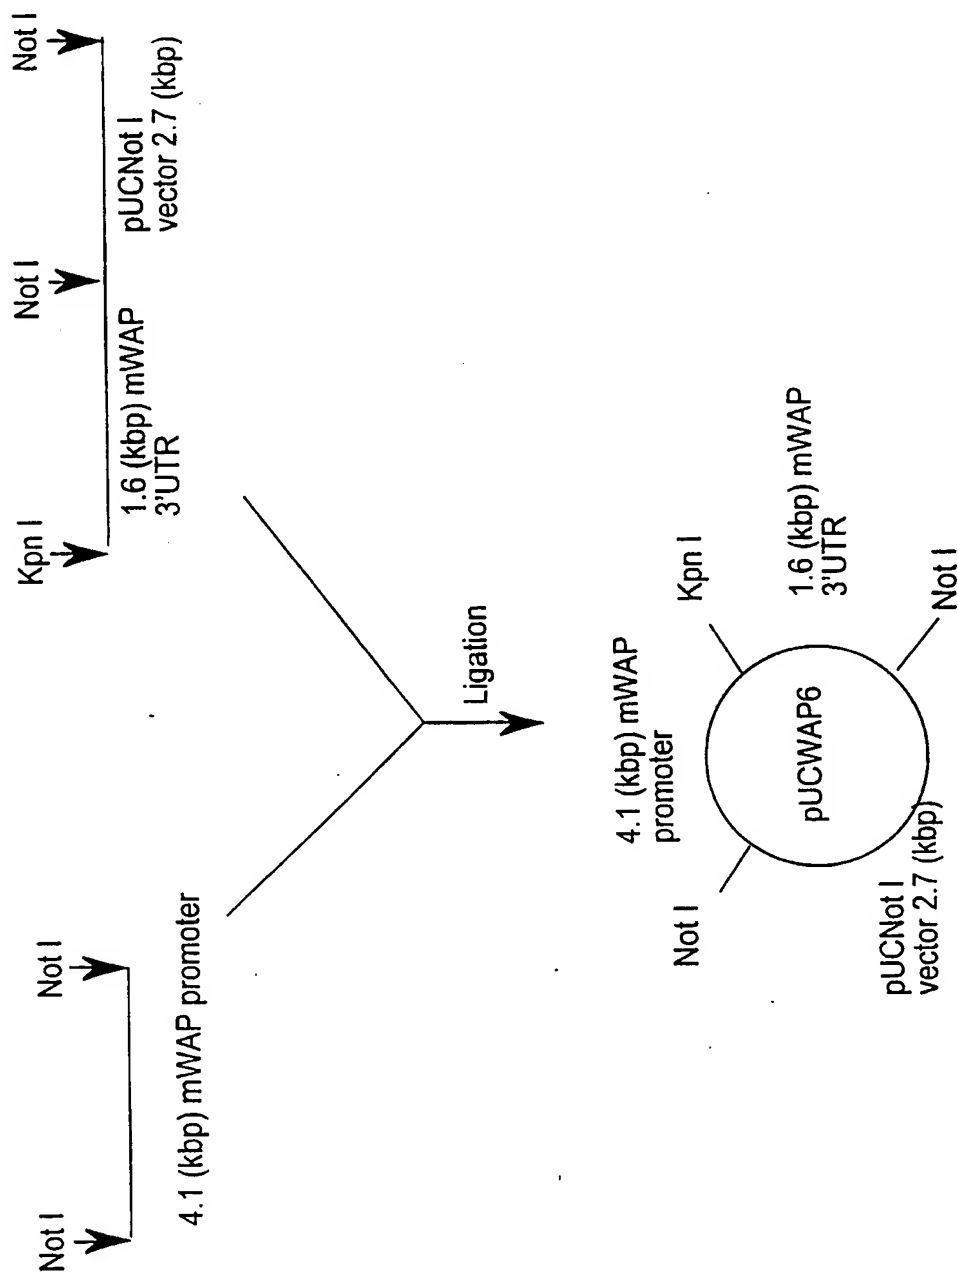 Not I
Not I
4.1 (kbp) mWAP promoter
Kpn I
Not I
Not I
1.6 (kbp) mWAP
3'UTR
pUCNot I
vector 2.7 (kbp)
Ligation
4.1 (kbp) mWAP
promoter
Not I
Kpn I
pUCWAP6
1.6 (kbp) mWAP
3'UTR
pUCNot I
vector 2.7 (kbp)
Not I